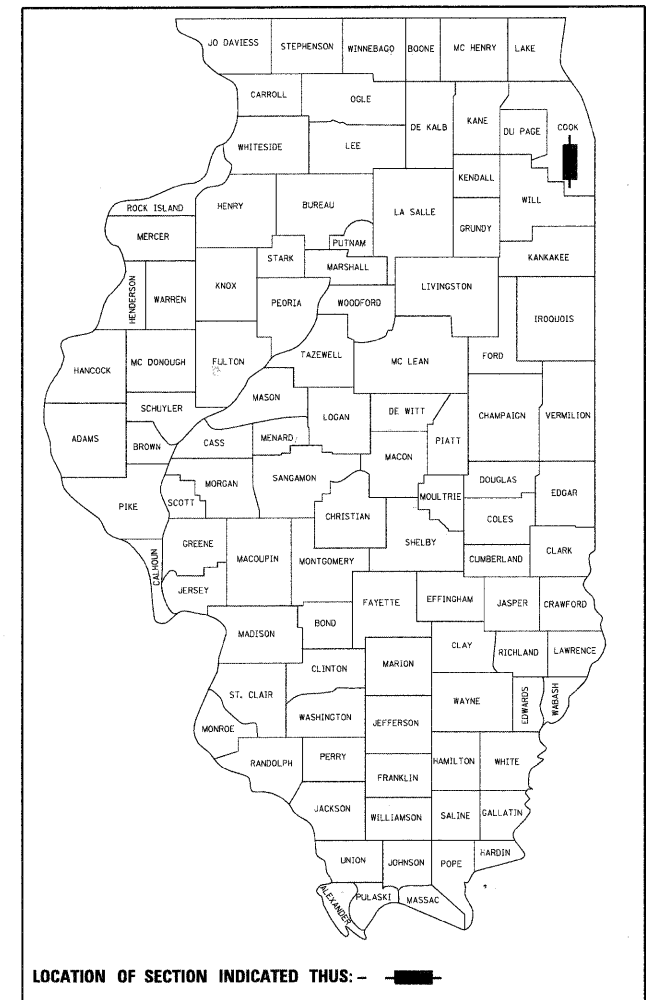 JO DAVIESS
STEPHENSON
WINNEBAGO
BOONE
MC HENRY
LAKE
CARROLL
OGLE
DE KALB
KANE
DU PAGE
COOK
WHITESIDE
LEE
KENDALL
WILL
ROCK ISLAND
HENRY
BUREAU
LA SALLE
GRUNDY
MERCER
PUTNAM
STARK
MARSHALL
KANKAKEE
HENDERSON
WARREN
KNOX
PEORIA
WOODFORD
LIVINGSTON
IROQUOIS
HANCOCK
MC DONOUGH
FULTON
TAZEWELL
MC LEAN
FORD
SCHUYLER
MASON
LOGAN
DE WITT
CHAMPAIGN
VERMILION
ADAMS
BROWN
CASS
MENARD
MACON
PIATT
PIKE
SCOTT
MORGAN
SANGAMON
CHRISTIAN
MOULTRIE
DOUGLAS
EDGAR
COLES
CALHOUN
GREENE
MACOUPIN
MONTGOMERY
SHELBY
CUMBERLAND
CLARK
JERSEY
FAYETTE
EFFINGHAM
JASPER
CRAWFORD
MADISON
BOND
CLAY
RICHLAND
LAWRENCE
CLINTON
MARION
ST. CLAIR
WAYNE
EDWARDS
WABASH
MONROE
WASHINGTON
JEFFERSON
RANDOLPH
PERRY
HAMILTON
WHITE
FRANKLIN
JACKSON
WILLIAMSON
SALINE
GALLATIN
UNION
JOHNSON
POPE
HARDIN
ALEXANDER
PULASKI
MASSAC
LOCATION OF SECTION INDICATED THUS: -